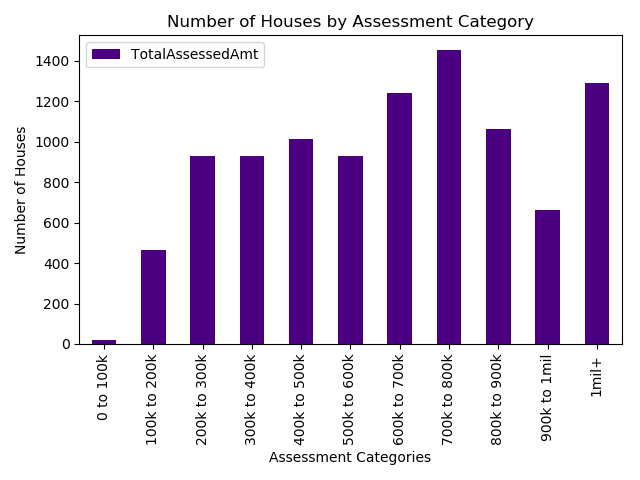 Number of Houses by Assessment Category
TotalAssessedAmt
Number of Houses
1400
1200
1000
800
600
400
200
0
0 to 100k
100k to 200k
200k to 300k
300k to 400k
400k to 500k
500k to 600k
600k to 700k
700k to 800k
800k to 900k
900k to 1mil
1mil+
Assessment Categories